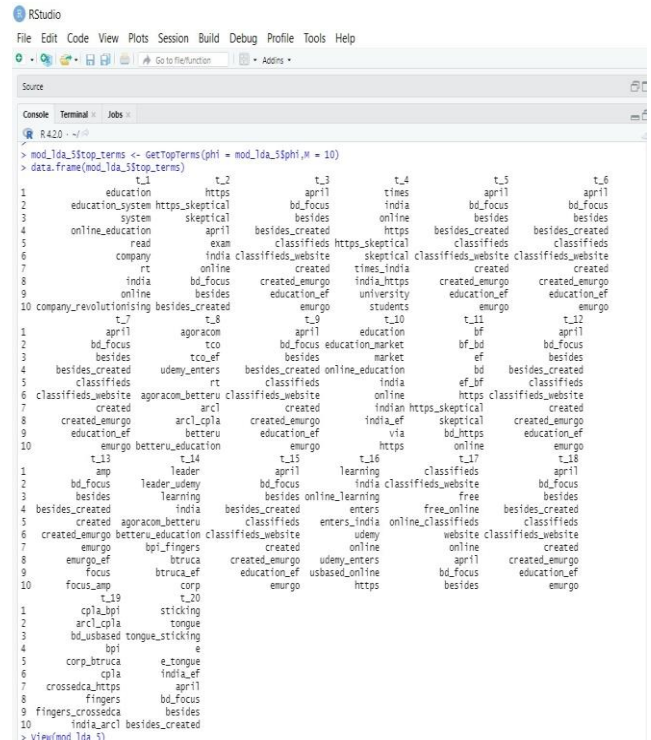 RStudio
File Edit Code View Plots Session Build Debug Profile Tools Help
Go to file/function Addins
Source
Console Terminal × Jobs ×
R 4.2.0 · ~/
> mod_lda_5$top_terms <- GetTopTerms(phi = mod_lda_5$phi,M = 10)
> data.frame(mod_lda_5$top_terms)
t_1 t_2 t_3 t_4 t_5 t_6
1 education https april times april april
2 education_system https_skeptical bd_focus india bd_focus bd_focus
3 system skeptical besides online besides besides
4 online_education april besides_created https besides_created besides_created
5 read exam classifieds https_skeptical classifieds classifieds
6 company india classifieds_website skeptical classifieds_website classifieds_website
7 rt online created times_india created created
8 india bd_focus created_emurgo india_https created_emurgo created_emurgo
9 online besides education_ef university education_ef education_ef
10 company_revolutionising besides_created emurgo students emurgo emurgo
t_7 t_8 t_9 t_10 t_11 t_12
1 april agoracom april education bf april
2 bd_focus tco bd_focus education_market bf_bd bd_focus
3 besides tco_ef besides market ef besides
4 besides_created udemy_enters besides_created online_education bd besides_created
5 classifieds rt classifieds india ef_bf classifieds
6 classifieds_website agoracom_betteru classifieds_website online https classifieds_website
7 created arcl created indian https_skeptical created
8 created_emurgo arcl_cpla created_emurgo india_ef skeptical created_emurgo
9 education_ef betteru education_ef via bd_https education_ef
10 emurgo betteru_education emurgo https online emurgo
t_13 t_14 t_15 t_16 t_17 t_18
1 amp leader april learning classifieds april
2 bd_focus leader_udemy bd_focus india classifieds_website bd_focus
3 besides learning besides online_learning free besides
4 besides_created india besides_created enters free_online besides_created
5 created agoracom_betteru classifieds enters_india online_classifieds classifieds
6 created_emurgo betteru_education classifieds_website udemy website classifieds_website
7 emurgo bpi_fingers created online online created
8 emurgo_ef btruca created_emurgo udemy_enters april created_emurgo
9 focus btruca_ef education_ef usbased_online bd_focus education_ef
10 focus_amp corp emurgo https besides emurgo
t_19 t_20
1 cpla_bpi sticking
2 arcl_cpla tongue
3 bd_usbased tongue_sticking
4 bpi e
5 corp_btruca e_tongue
6 cpla india_ef
7 crossedca_https april
8 fingers bd_focus
9 fingers_crossedca besides
10 india_arcl besides_created
> View(mod_lda_5)